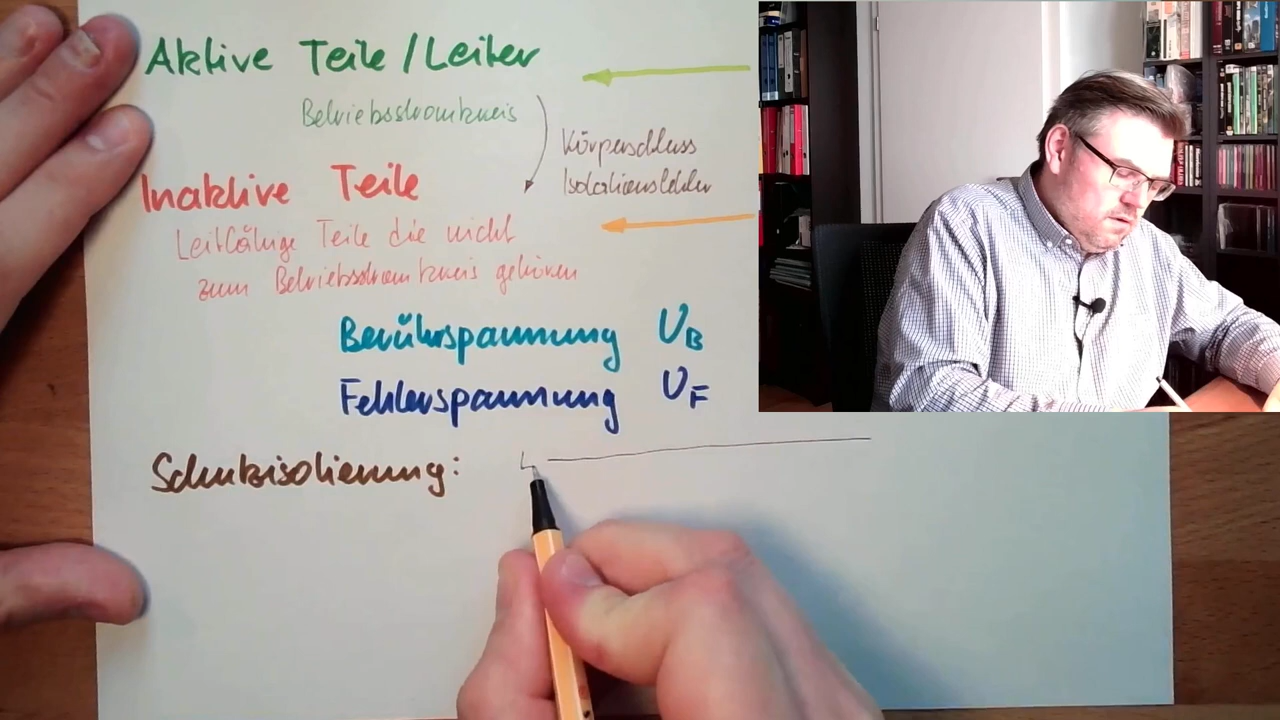 Aktive Teile / Leiter
Betriebsstromkreis
Körperschluss
Isolationsfehler
Inaktive Teile
Leitfähige Teile die nicht
zum Betriebsstromkreis gehören
Berührspannung U_B
Fehlerspannung U_F
Schutzisolierung: L